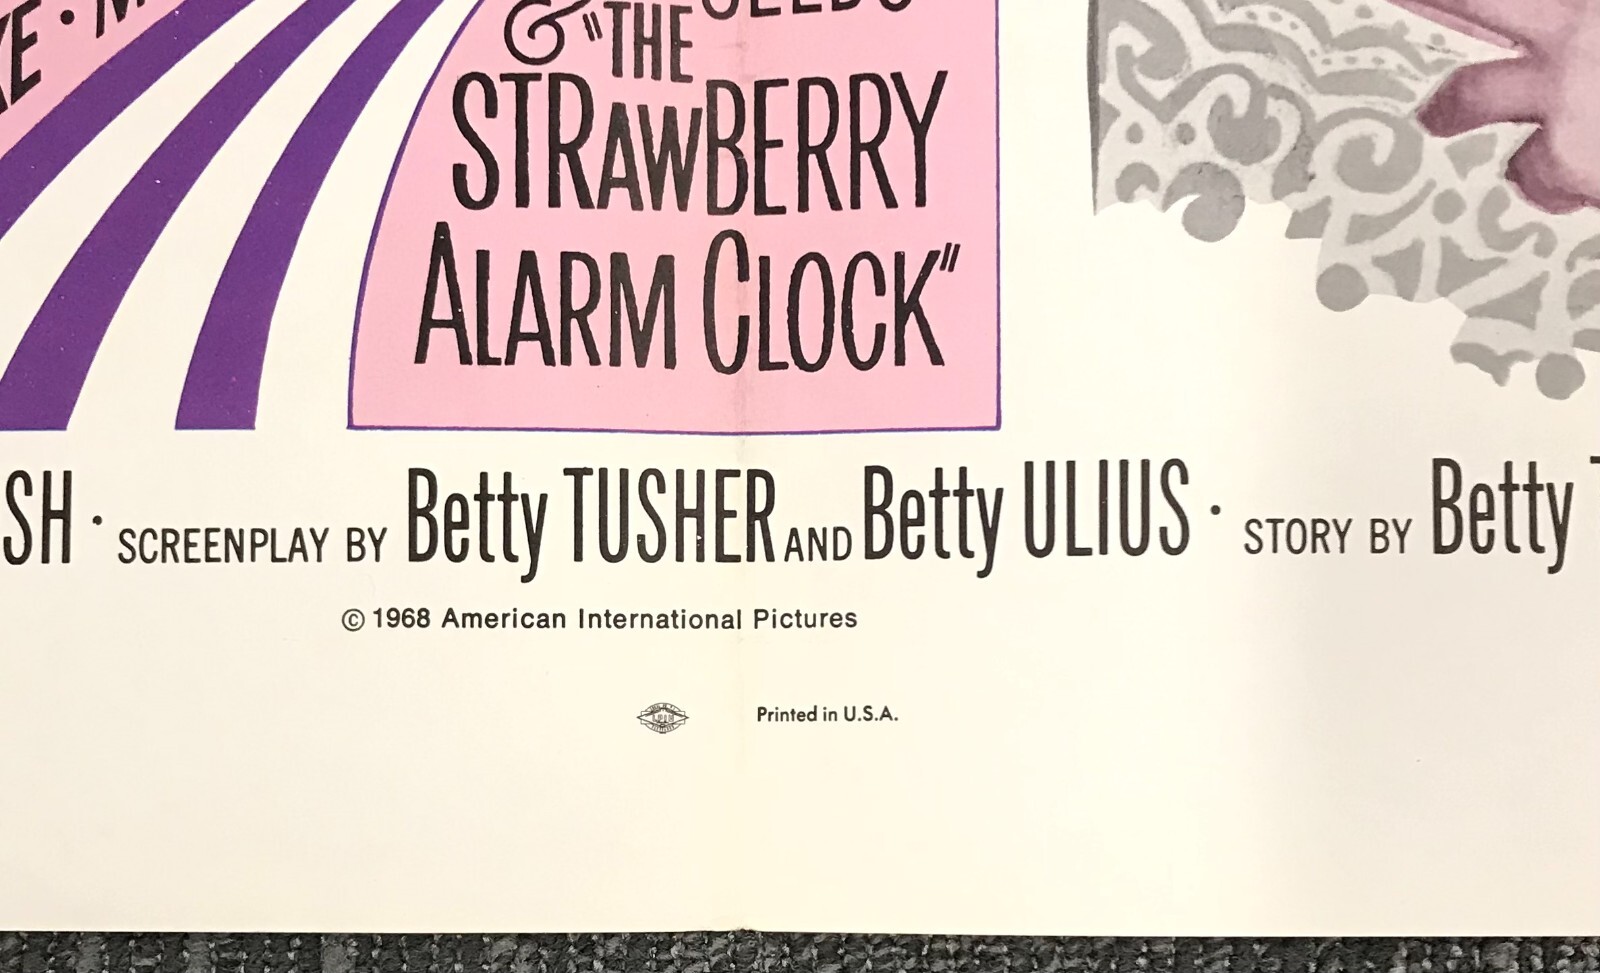 & "THE
STRAWBERRY
ALARM CLOCK"
SH · SCREENPLAY BY Betty TUSHER AND Betty ULIUS · STORY BY Betty
© 1968 American International Pictures
Printed in U.S.A.